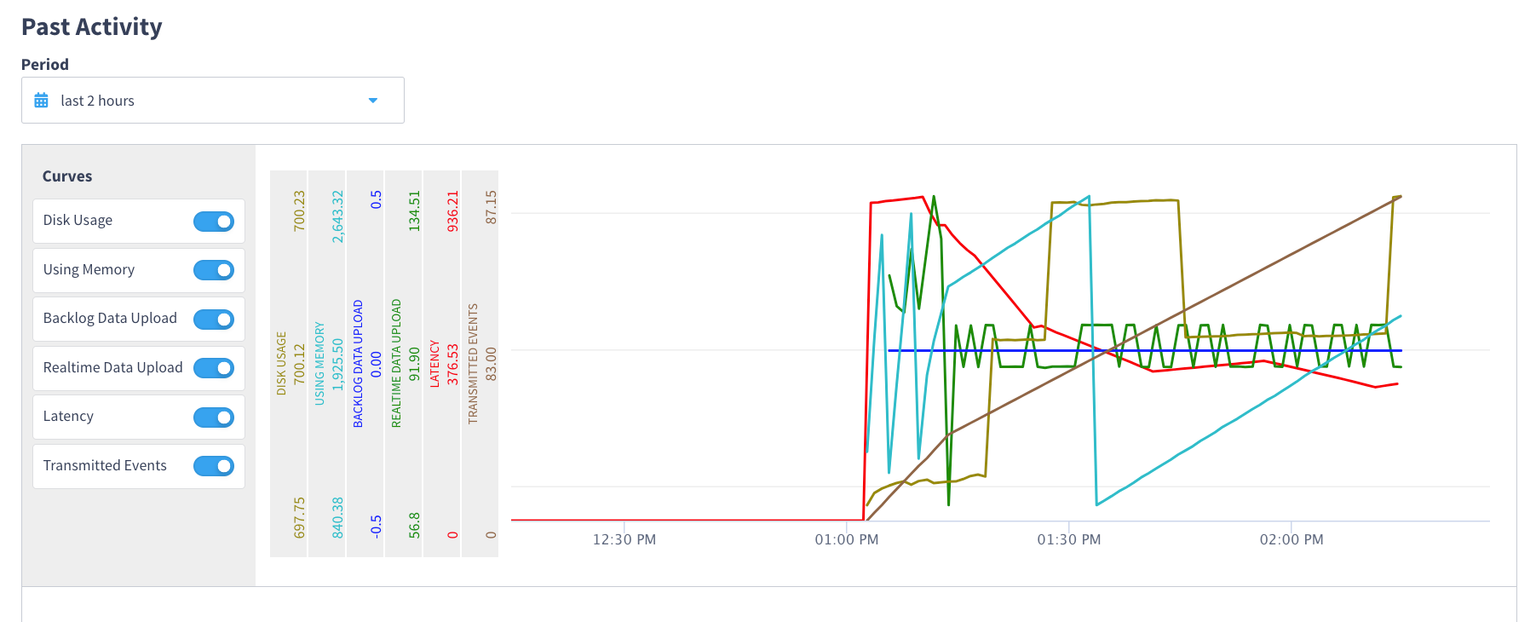 Past Activity
Period
last 2 hours
Curves
Disk Usage
Using Memory
Backlog Data Upload
Realtime Data Upload
Latency
Transmitted Events
DISK USAGE
700.23
700.12
697.75
USING MEMORY
2,643.32
1,925.50
840.38
BACKLOG DATA UPLOAD
0.5
0.00
-0.5
REALTIME DATA UPLOAD
134.51
91.90
56.8
LATENCY
936.21
376.53
0
TRANSMITTED EVENTS
87.15
83.00
0
12:30 PM
01:00 PM
01:30 PM
02:00 PM